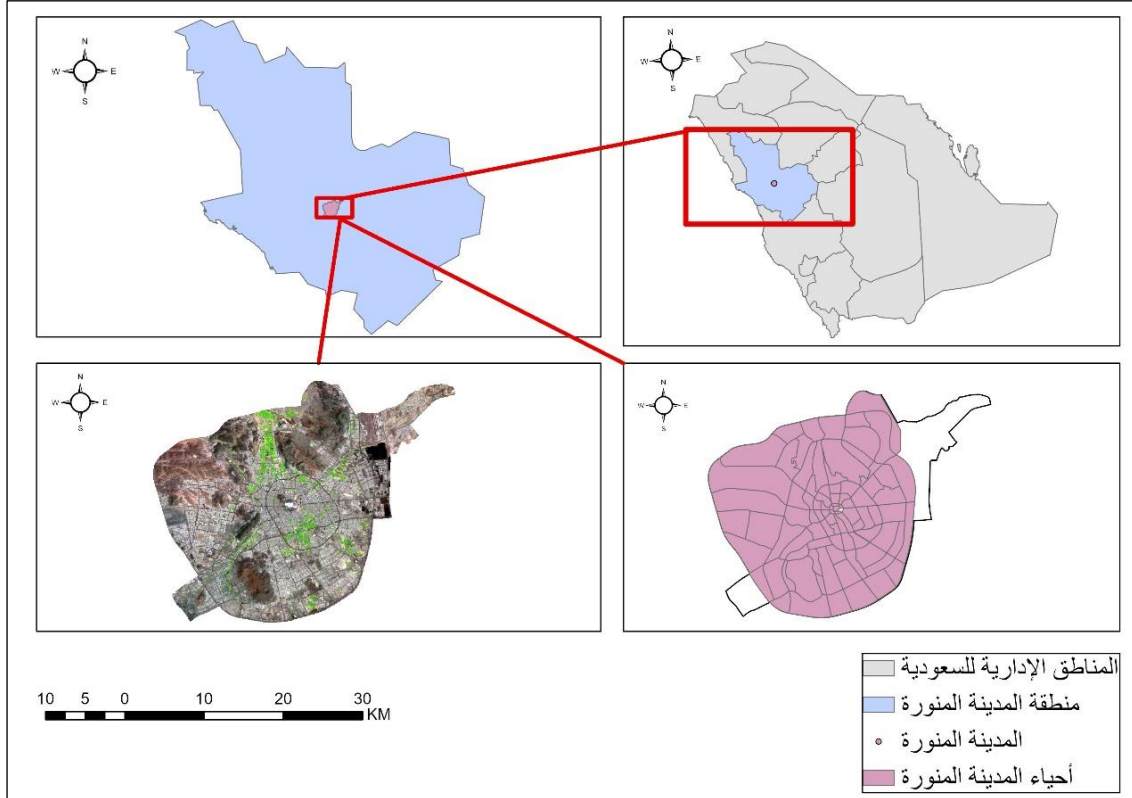 N
W E
S
N
W E
S
N
W E
S
N
W E
S
10 5 0 10 20 30
KM
المناطق الإدارية للسعودية
منطقة المدينة المنورة
المدينة المنورة
أحياء المدينة المنورة